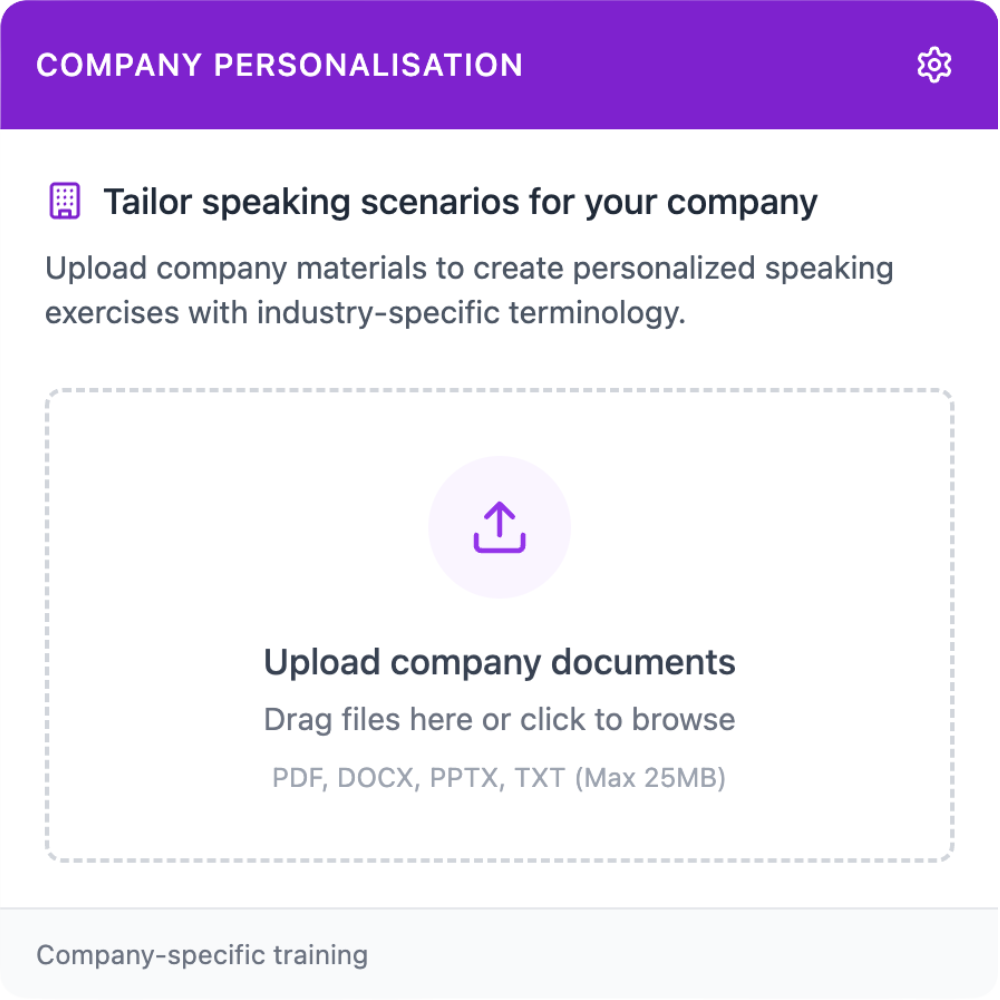 COMPANY PERSONALISATION
Tailor speaking scenarios for your company
Upload company materials to create personalized speaking
exercises with industry-specific terminology.
Upload company documents
Drag files here or click to browse
PDF, DOCX, PPTX, TXT (Max 25MB)
Company-specific training